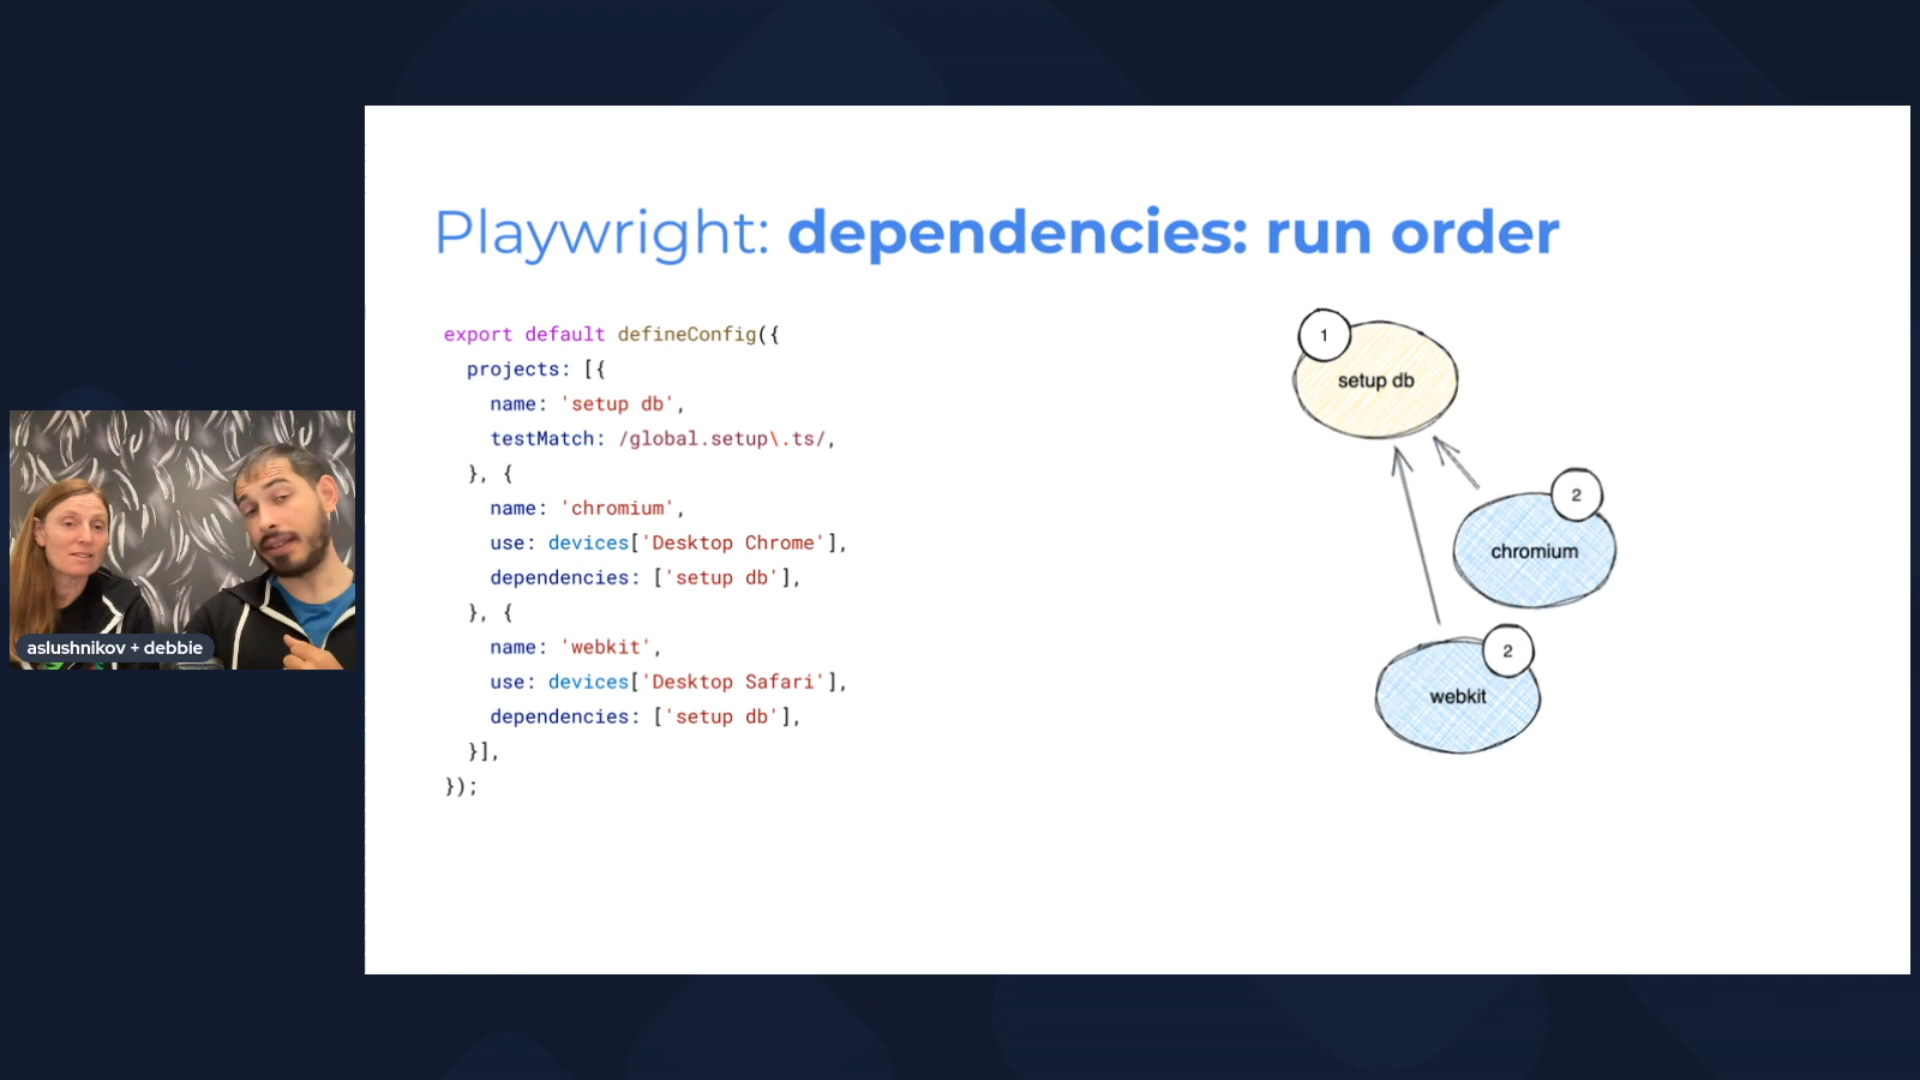 Playwright: dependencies: run order
export default defineConfig({
projects: [{
name: 'setup db',
testMatch: /global.setup\.ts/,
}, {
name: 'chromium',
use: devices['Desktop Chrome'],
dependencies: ['setup db'],
}, {
name: 'webkit',
use: devices['Desktop Safari'],
dependencies: ['setup db'],
}],
});
1
setup db
2
chromium
2
webkit
aslushnikov + debbie